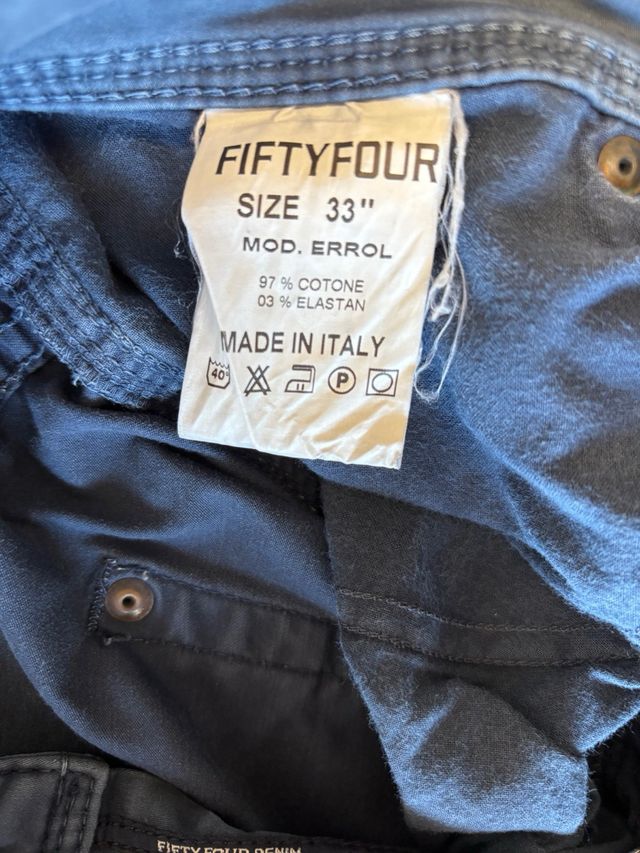 FIFTYFOUR
SIZE 33"
MOD. ERROL
97 % COTONE
03 % ELASTAN
MADE IN ITALY
40° P
FIFTY FOUR DENIM